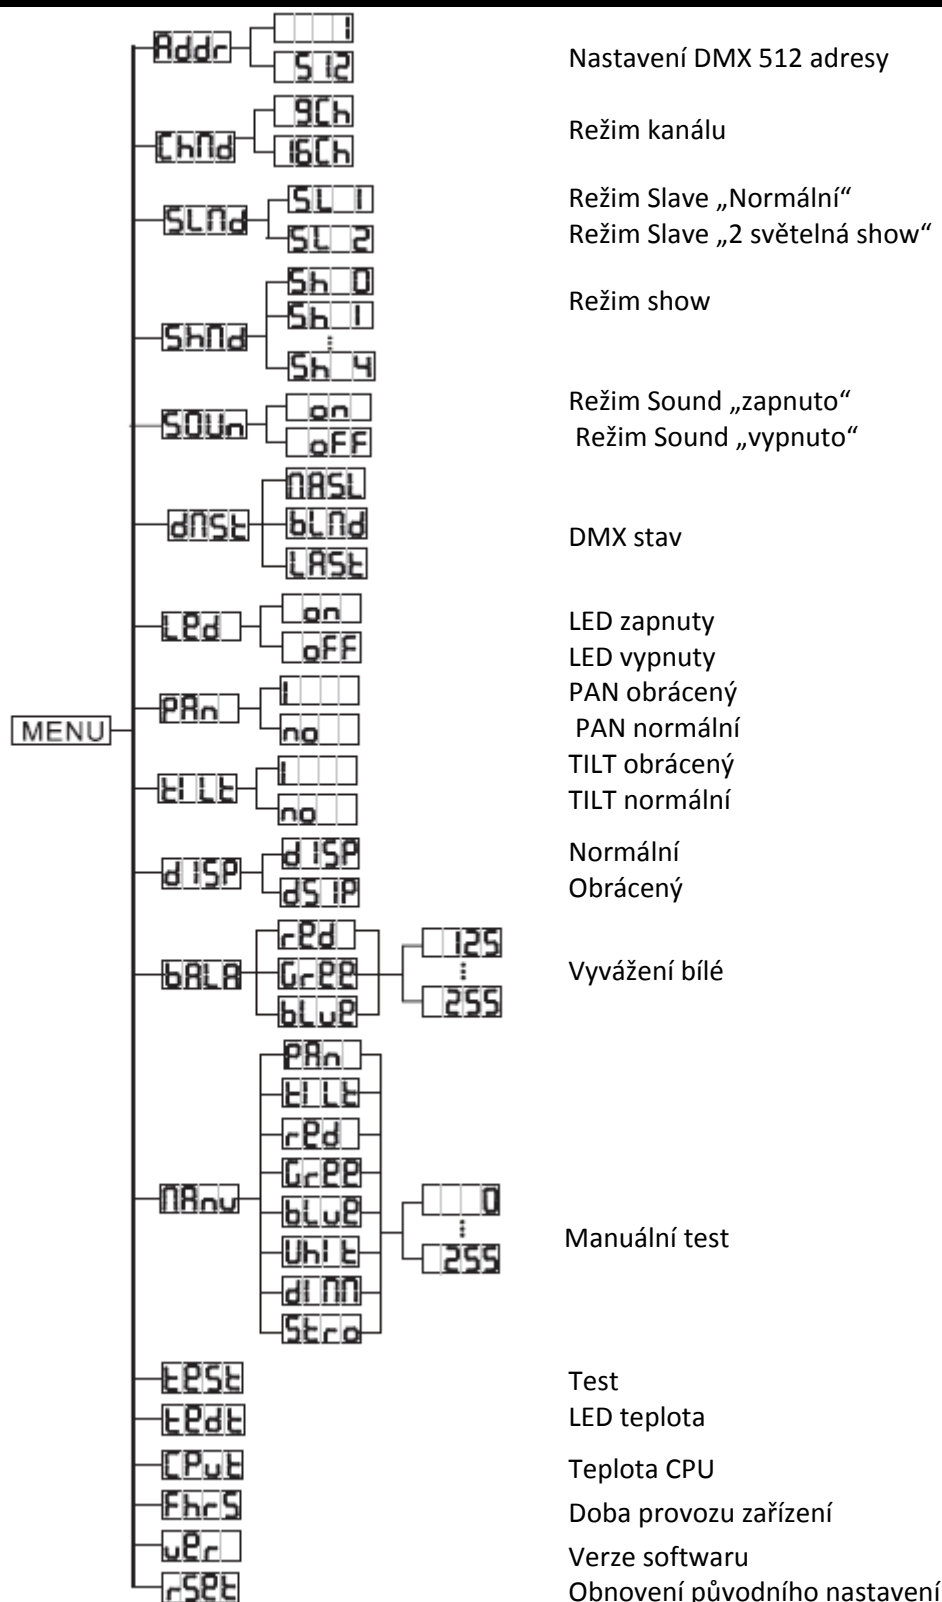 1
Addr
512
Nastavení DMX 512 adresy
9Ch
ChMd
16Ch
Režim kanálu
SL 1
SLMd
SL 2
Režim Slave „Normální“
Režim Slave „2 světelná show“
Sh 0
Sh 1
ShMd
Sh 4
Režim show
on
SOUn
oFF
Režim Sound „zapnuto“
Režim Sound „vypnuto“
MASL
dMSt
bLMd
LASt
DMX stav
on
Led
oFF
LED zapnuty
LED vypnuty
PAn
1
no
PAN obrácený
PAN normální
MENU
tILt
1
no
TILT obrácený
TILT normální
dISP
dISP
dSIP
Normální
Obrácený
red
bALA
Gree
bLue
125
255
Vyvážení bílé
PAn
tILt
red
Gree
MAnu
bLue
UhIt
dIMM
Stro
0
255
Manuální test
teSt
Test
tedt
LED teplota
CPut
Teplota CPU
FhrS
Doba provozu zařízení
ver
Verze softwaru
rSet
Obnovení původního nastavení